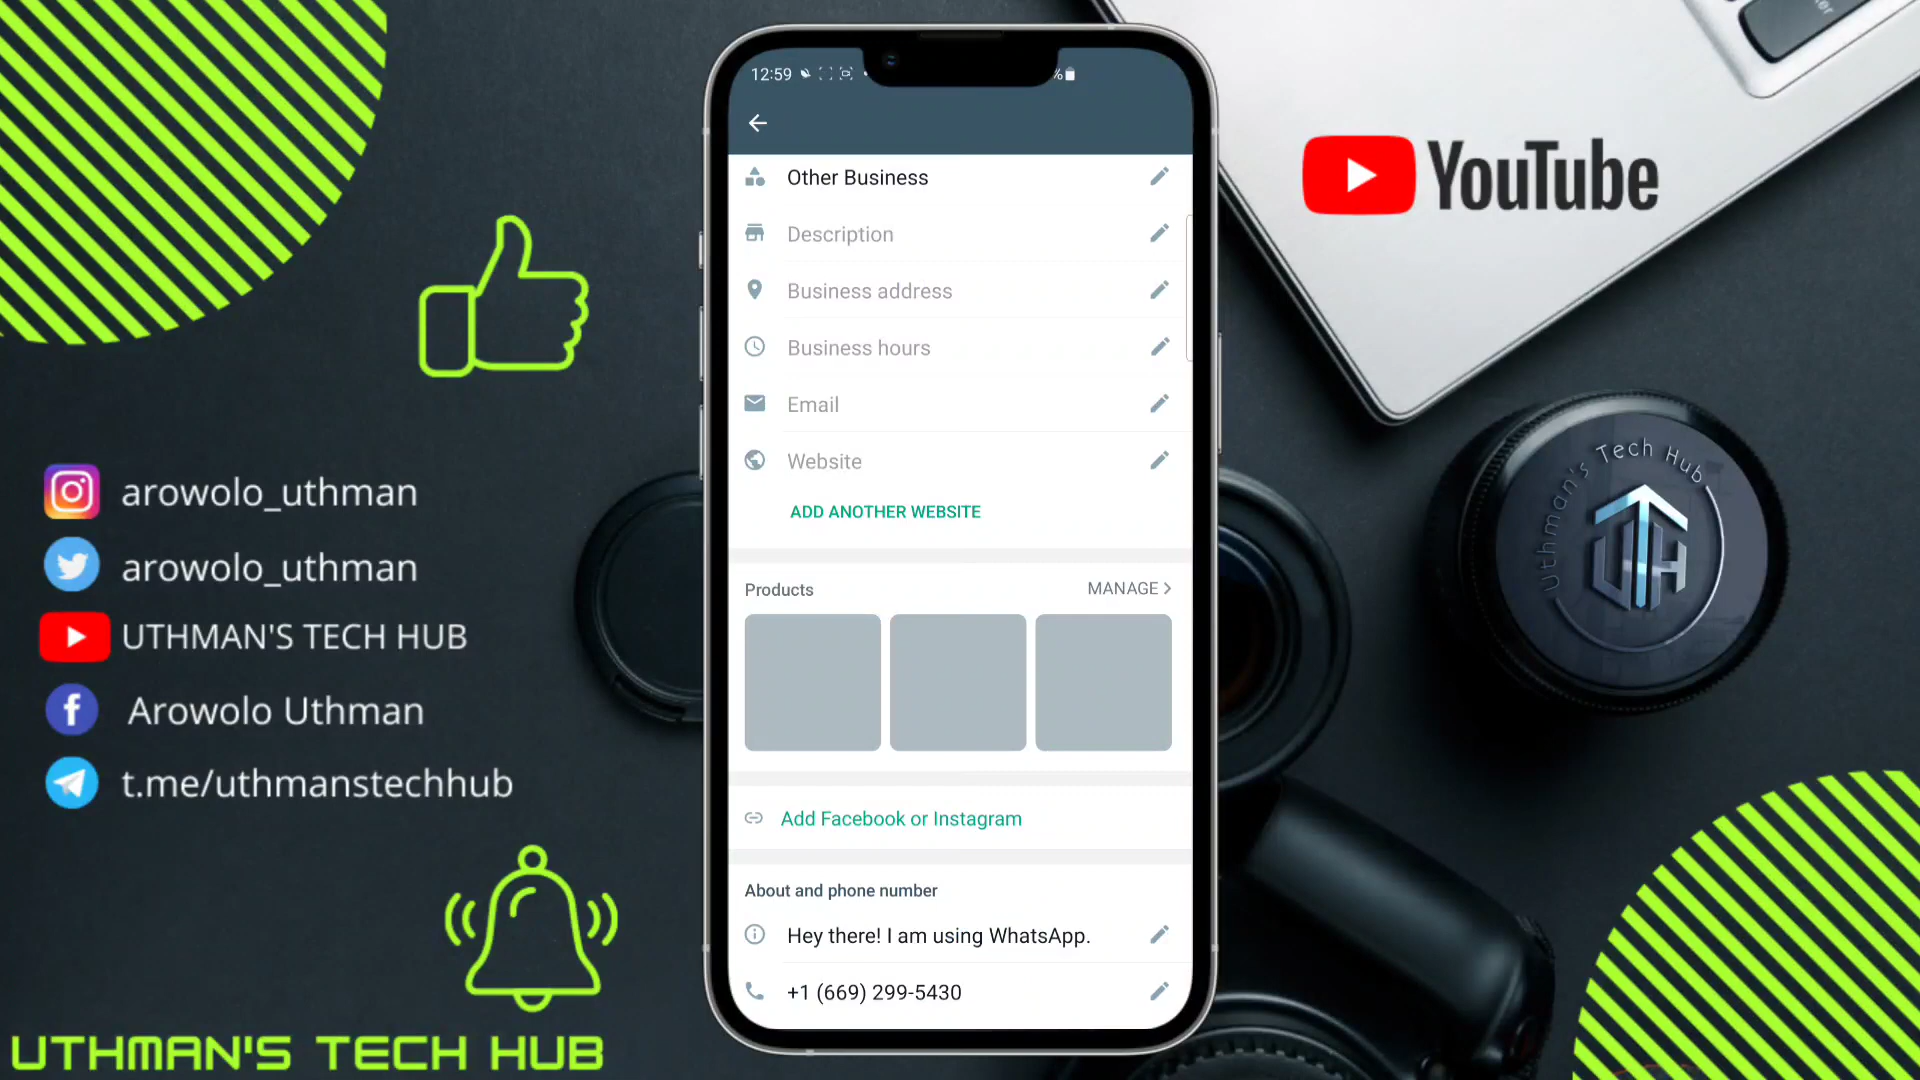 12:59
%
Other Business
Description
Business address
Business hours
Email
Website
ADD ANOTHER WEBSITE
Products
MANAGE >
Add Facebook or Instagram
About and phone number
Hey there! I am using WhatsApp.
+1 (669) 299-5430
arowolo_uthman
arowolo_uthman
UTHMAN'S TECH HUB
Arowolo Uthman
t.me/uthmanstechhub
UTHMAN'S TECH HUB
YouTube
Uthman's Tech Hub
UTH